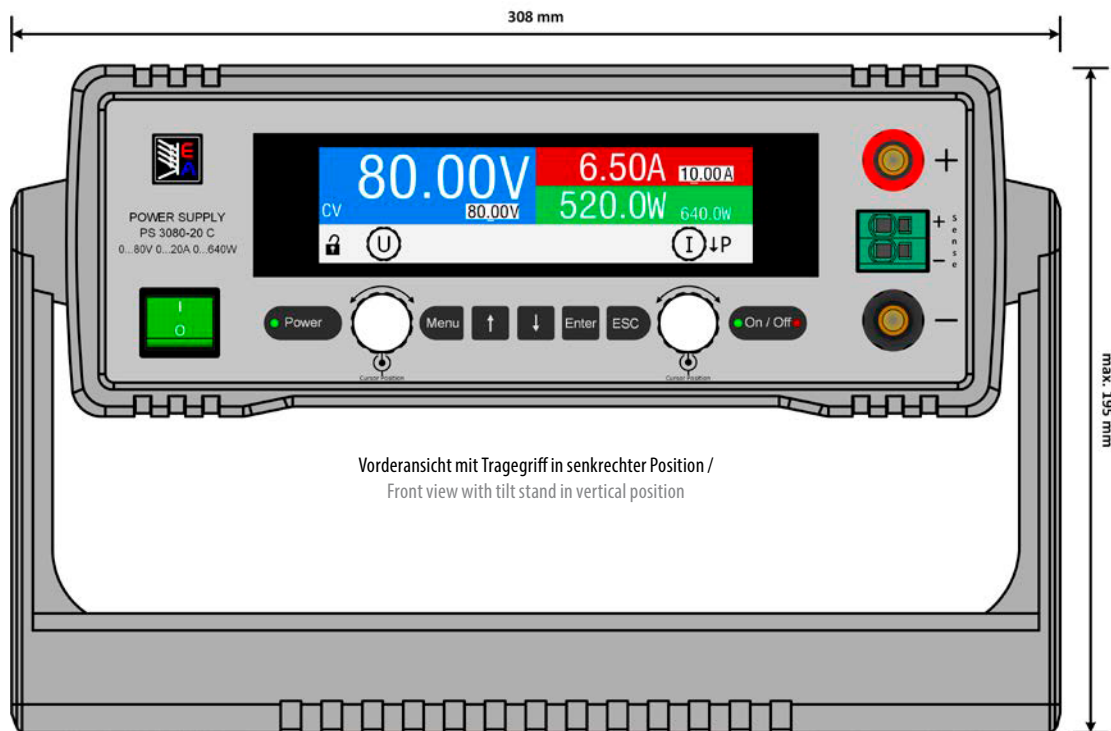 308 mm
max. 195 mm
EA
POWER SUPPLY
PS 3080-20 C
0...80V 0...20A 0...640W
80.00V
CV
80.00V
6.50A
10.00A
520.0W
640.0W
U
I ↓P
+
+
sense
–
–
I
O
Power
Menu
↑
↓
Enter
ESC
On / Off
Cursor Position
Cursor Position
Vorderansicht mit Tragegriff in senkrechter Position /
Front view with tilt stand in vertical position